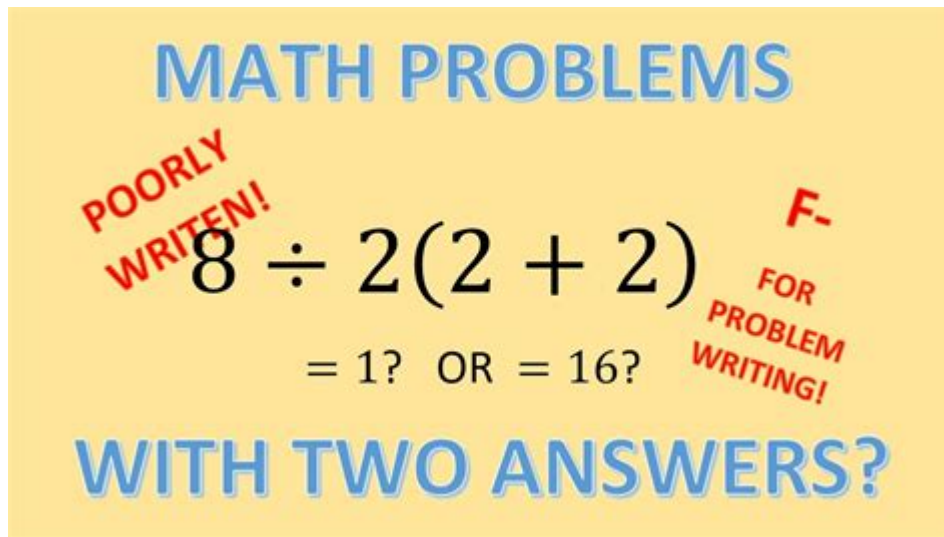 MATH PROBLEMS
POORLY
WRITEN!
8 ÷ 2(2 + 2)
F-
FOR
PROBLEM
WRITING!
= 1? OR = 16?
WITH TWO ANSWERS?